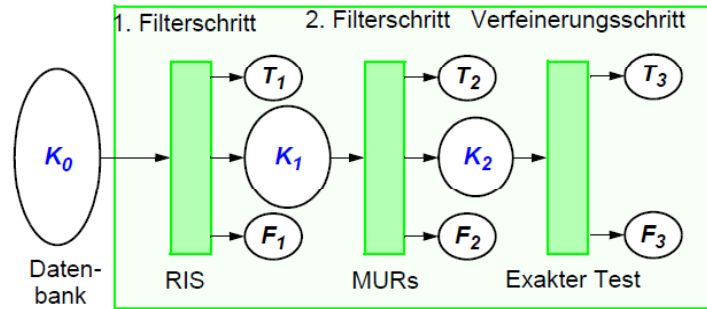 1. Filterschritt
2. Filterschritt
Verfeinerungsschritt
T1
T2
T3
K0
K1
K2
F1
F2
F3
Daten-
bank
RIS
MURs
Exakter Test